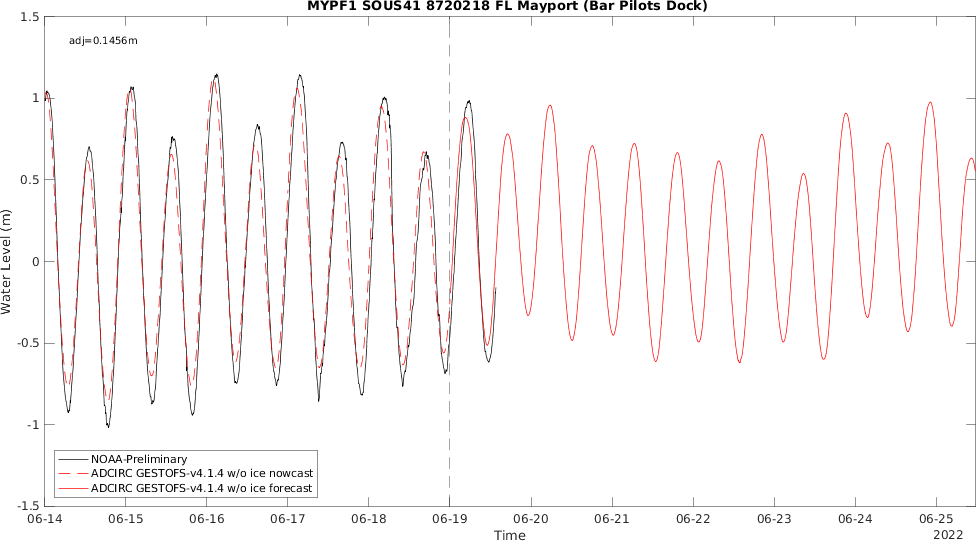 MYPF1 SOUS41 8720218 FL Mayport (Bar Pilots Dock)
1.5
adj=0.1456m
1
0.5
0
-0.5
-1
-1.5
Water Level (m)
NOAA-Preliminary
ADCIRC GESTOFS-v4.1.4 w/o ice nowcast
ADCIRC GESTOFS-v4.1.4 w/o ice forecast
06-14 06-15 06-16 06-17 06-18 06-19 06-20 06-21 06-22 06-23 06-24 06-25
Time
2022